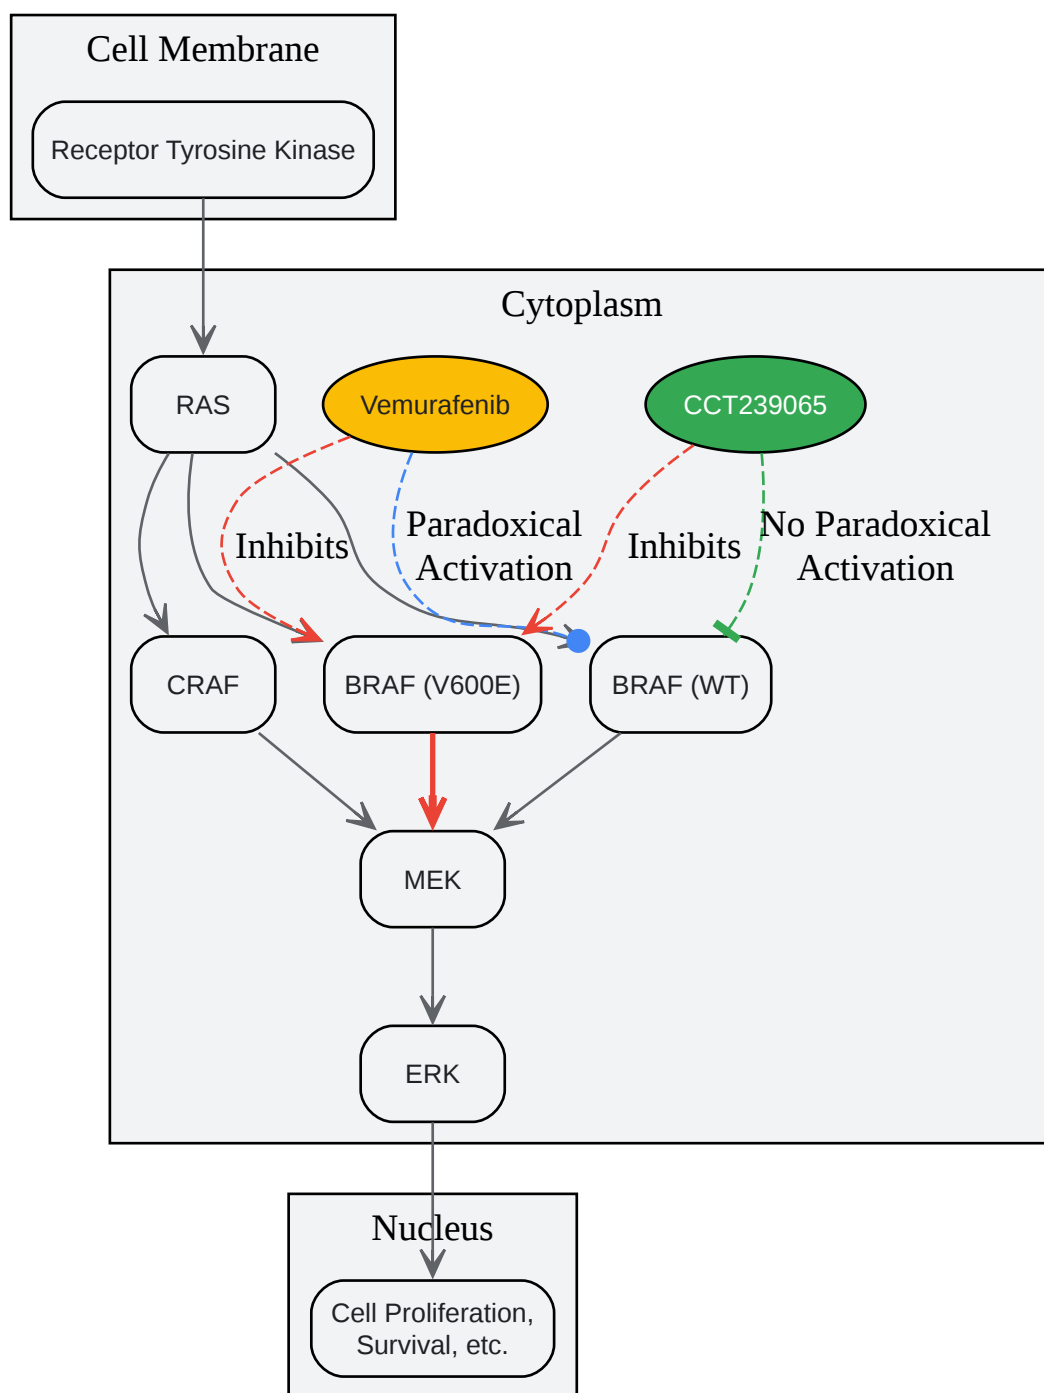 Cell Membrane
Receptor Tyrosine Kinase
Cytoplasm
RAS
Vemurafenib
CCT239065
Inhibits
Paradoxical
Activation
Inhibits
No Paradoxical
Activation
CRAF
BRAF (V600E)
BRAF (WT)
MEK
ERK
Nucleus
Cell Proliferation,
Survival, etc.